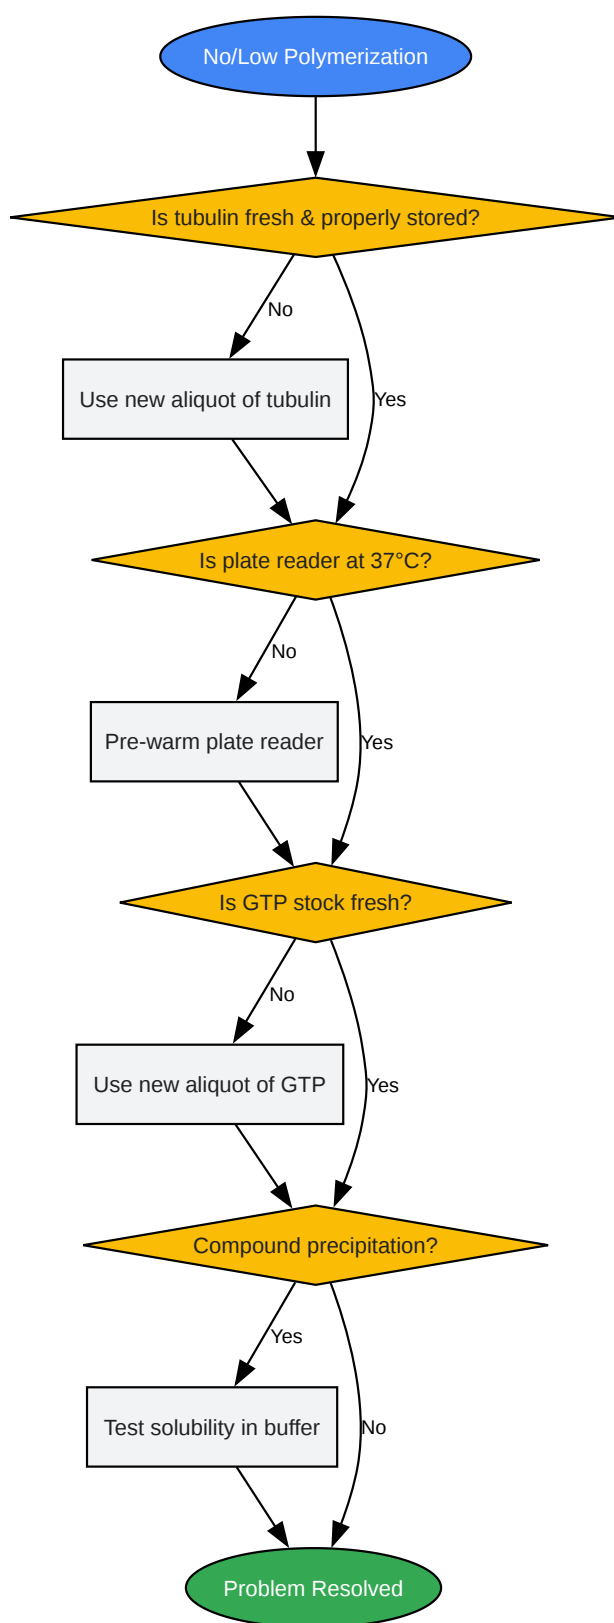 No/Low Polymerization
Is tubulin fresh & properly stored?
No
Use new aliquot of tubulin
Yes
Is plate reader at 37°C?
No
Pre-warm plate reader
Yes
Is GTP stock fresh?
No
Use new aliquot of GTP
Yes
Compound precipitation?
Yes
Test solubility in buffer
No
Problem Resolved